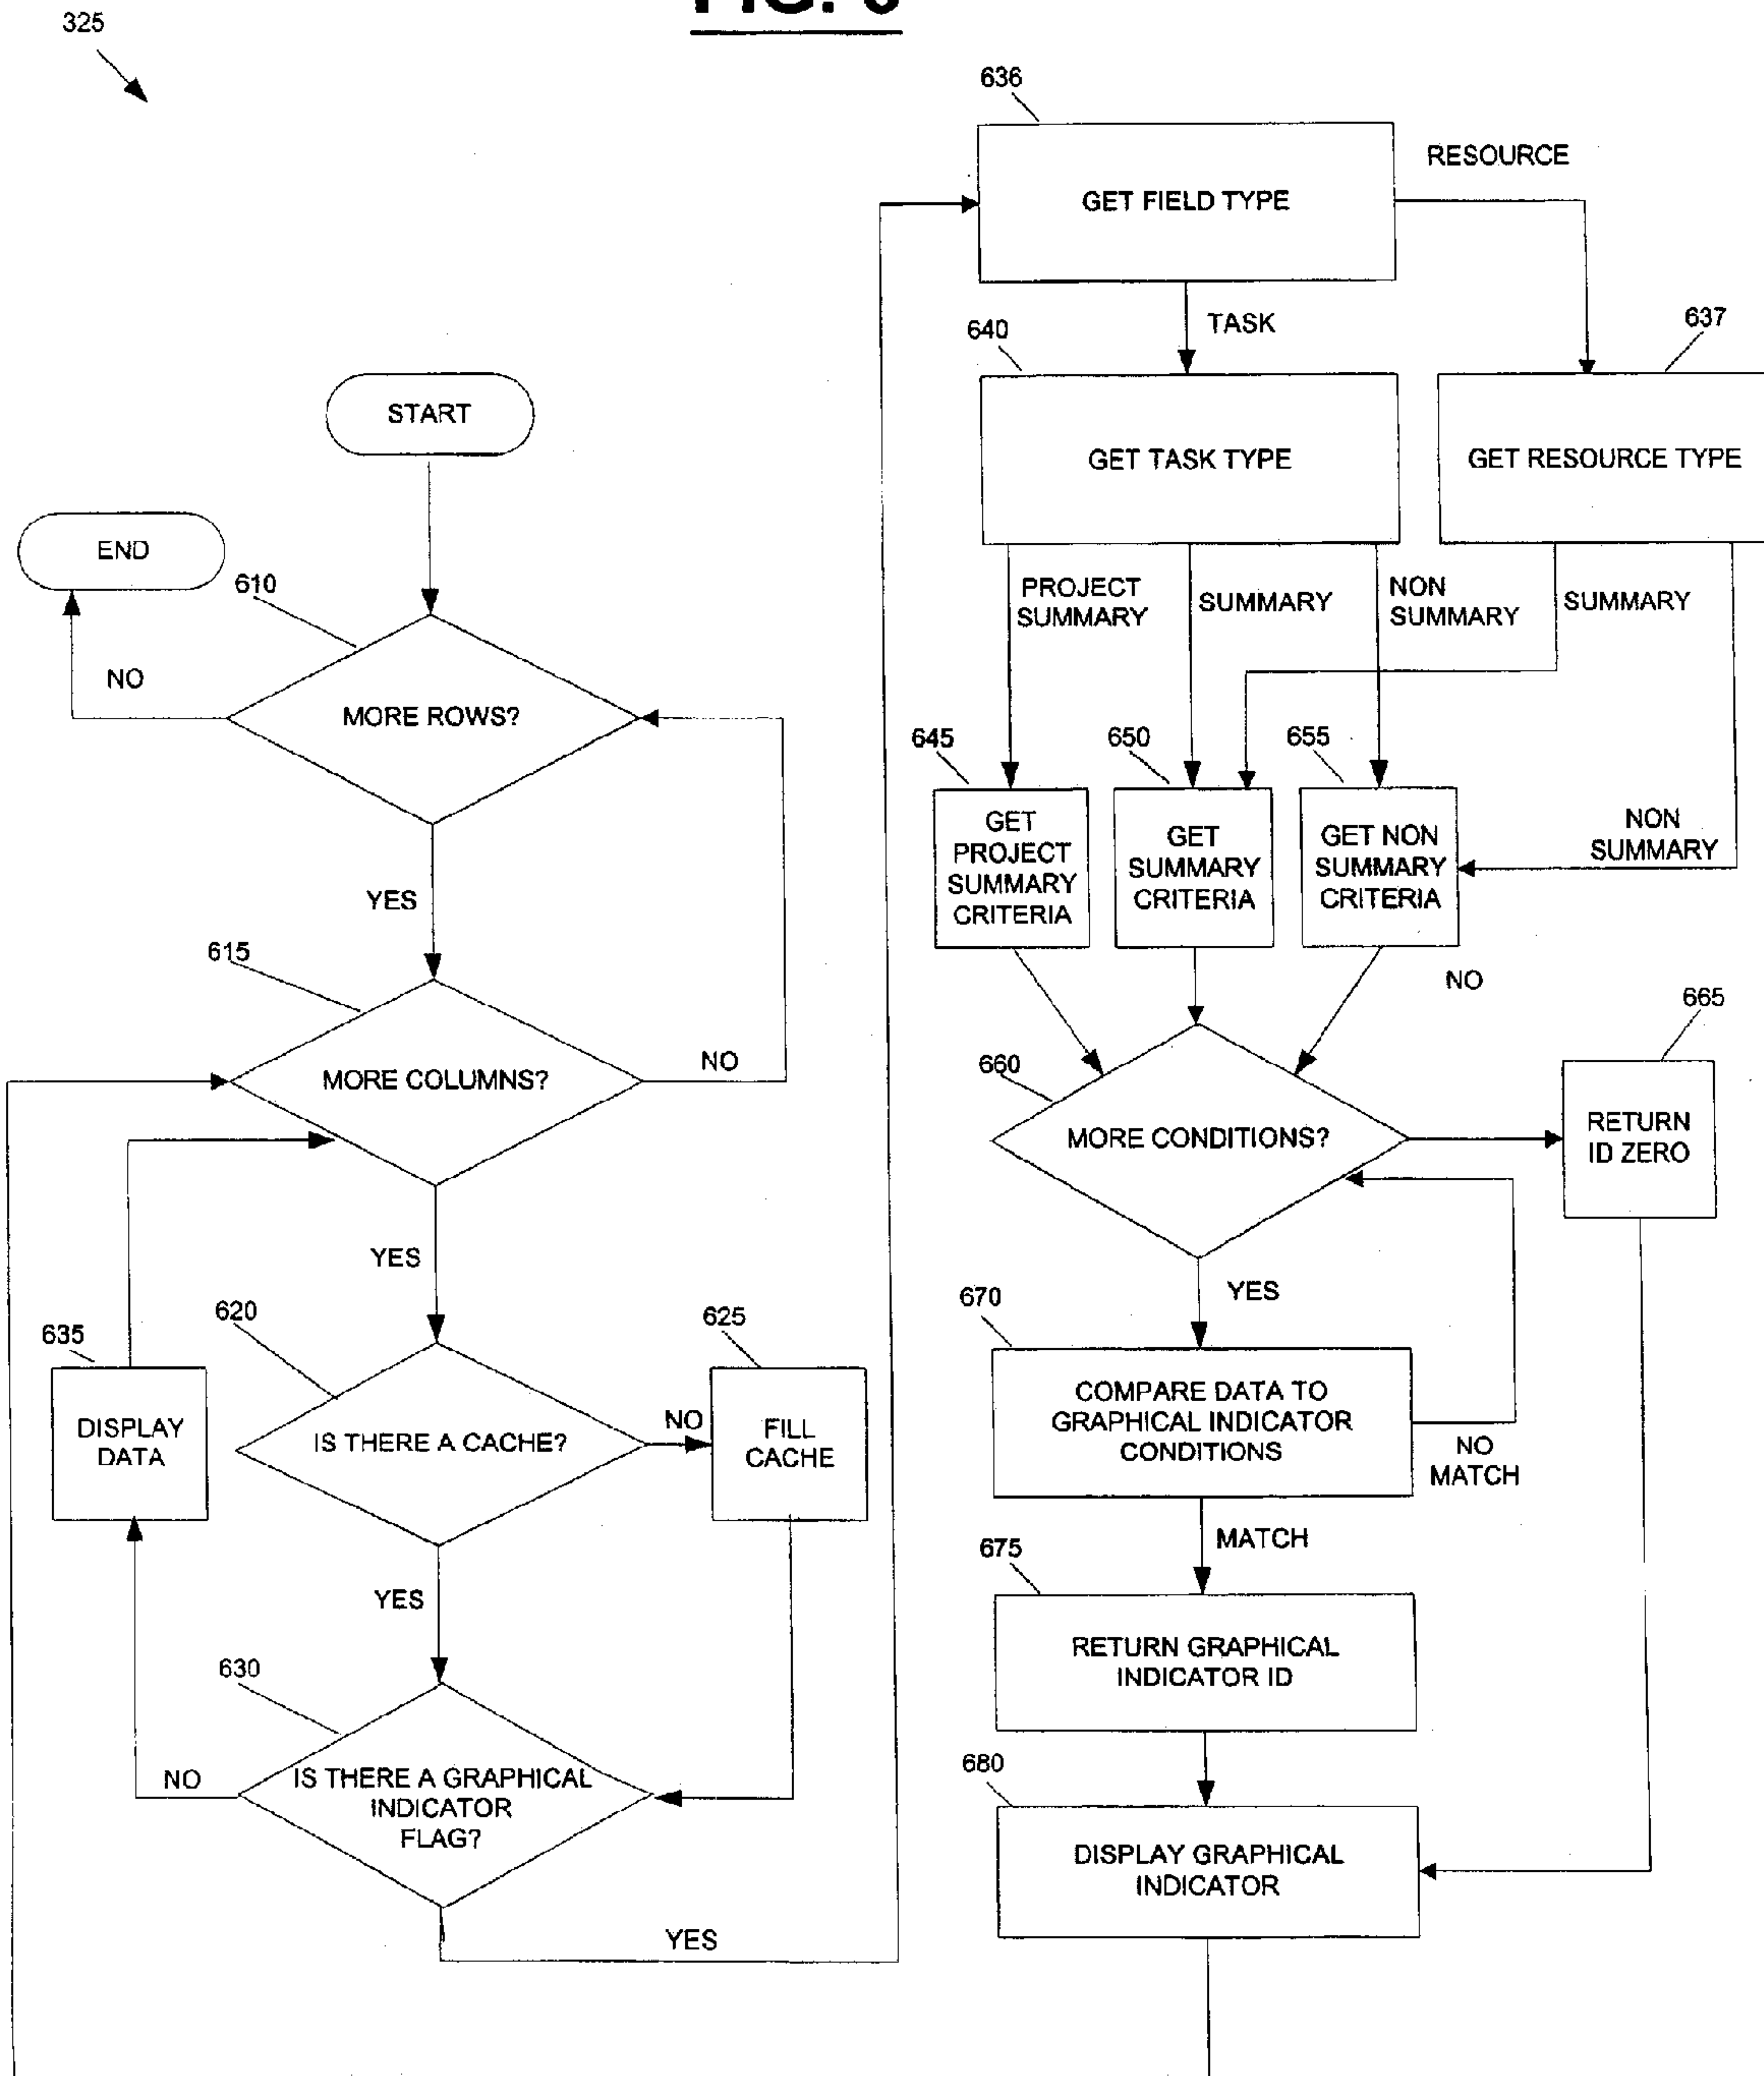 325
636
RESOURCE
GET FIELD TYPE
TASK
640
637
START
GET TASK TYPE
GET RESOURCE TYPE
END
610
PROJECT
SUMMARY
SUMMARY
NON
SUMMARY
SUMMARY
NO
MORE ROWS?
645
650
655
GET
PROJECT
SUMMARY
CRITERIA
GET
SUMMARY
CRITERIA
GET NON
SUMMARY
CRITERIA
NON
SUMMARY
YES
615
NO
665
MORE COLUMNS?
NO
660
MORE CONDITIONS?
RETURN
ID ZERO
YES
YES
620
625
635
670
DISPLAY
DATA
IS THERE A CACHE?
NO
FILL
CACHE
COMPARE DATA TO
GRAPHICAL INDICATOR
CONDITIONS
NO
MATCH
MATCH
675
YES
630
RETURN GRAPHICAL
INDICATOR ID
680
NO
IS THERE A GRAPHICAL
INDICATOR
FLAG?
DISPLAY GRAPHICAL
INDICATOR
YES